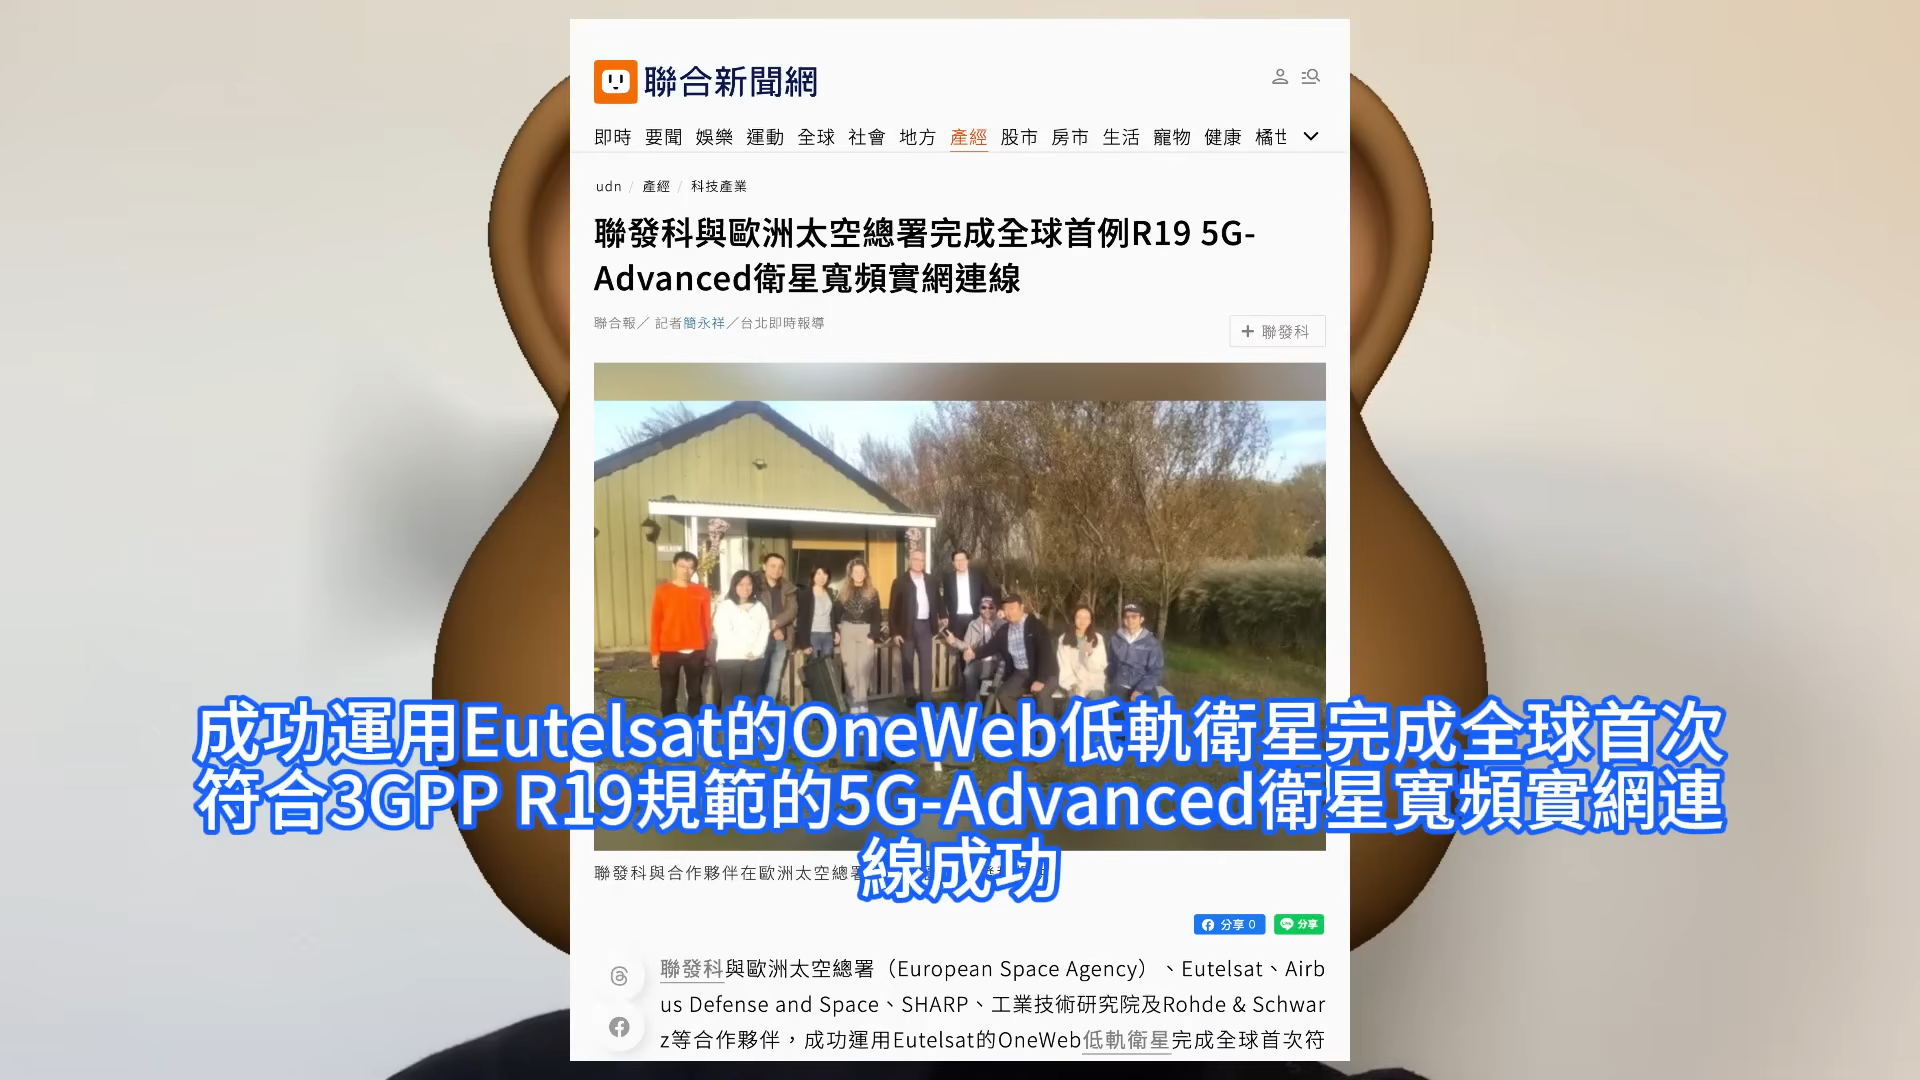 聯合新聞網
即時 要聞 娛樂 運動 全球 社會 地方 產經 股市 房市 生活 寵物 健康 橘世
udn / 產經 / 科技產業
聯發科與歐洲太空總署完成全球首例R19 5G-
Advanced衛星寬頻實網連線
聯合報／ 記者簡永祥／台北即時報導
+ 聯發科
成功運用Eutelsat的OneWeb低軌衛星完成全球首次
符合3GPP R19規範的5G-Advanced衛星寬頻實網連
線成功
聯發科與合作夥伴在歐洲太空總署
分享 0
分享
聯發科與歐洲太空總署（European Space Agency）、Eutelsat、Airb
us Defense and Space、SHARP、工業技術研究院及Rohde & Schwar
z等合作夥伴，成功運用Eutelsat的OneWeb低軌衛星完成全球首次符